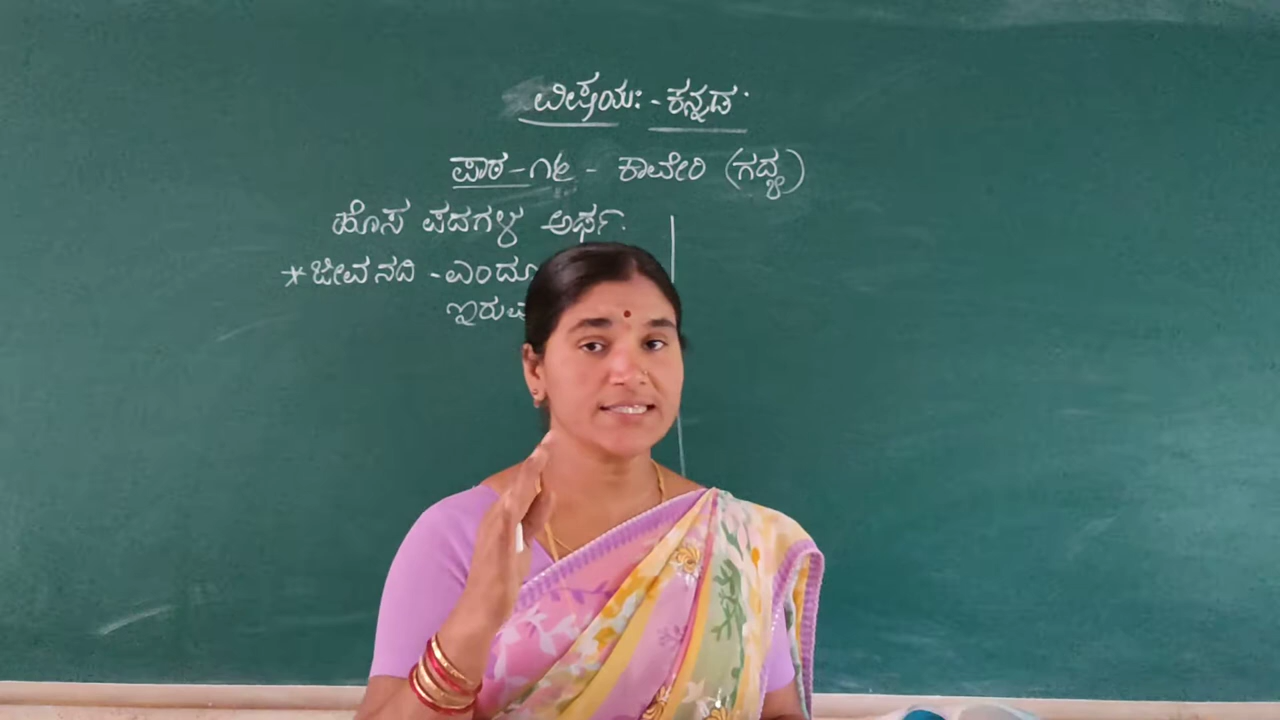 ವಿಷಯ: - ಕನ್ನಡ.
ಪಾಠ - ೧೬ - ಕಾವೇರಿ (ಗದ್ಯ)
ಹೊಸ ಪದಗಳ ಅರ್ಥ.
* ಜೀವನದಿ - ಎಂದೂ